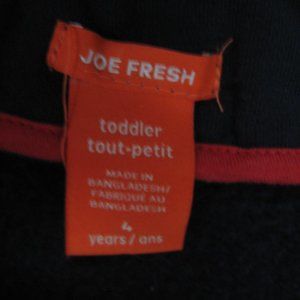 JOE FRESH
toddler
tout-petit
MADE IN
BANGLADESH/
FABRIQUÉ AU
BANGLADESH
4
years/ans